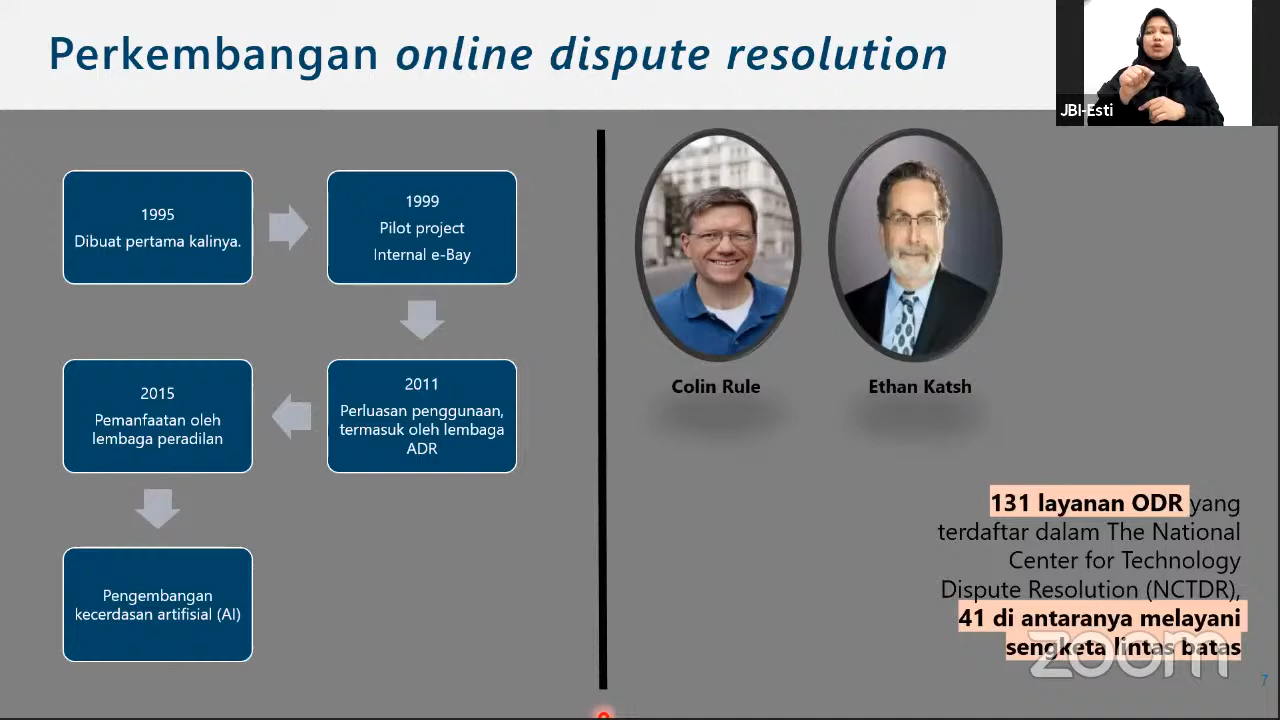 Perkembangan online dispute resolution
JBI-Esti
1995
Dibuat pertama kalinya.
1999
Pilot project
Internal e-Bay
2011
Perluasan penggunaan,
termasuk oleh lembaga
ADR
2015
Pemanfaatan oleh
lembaga peradilan
Pengembangan
kecerdasan artifisial (AI)
Colin Rule
Ethan Katsh
131 layanan ODR yang
terdaftar dalam The National
Center for Technology
Dispute Resolution (NCTDR),
41 di antaranya melayani
sengketa lintas batas
zoom
7